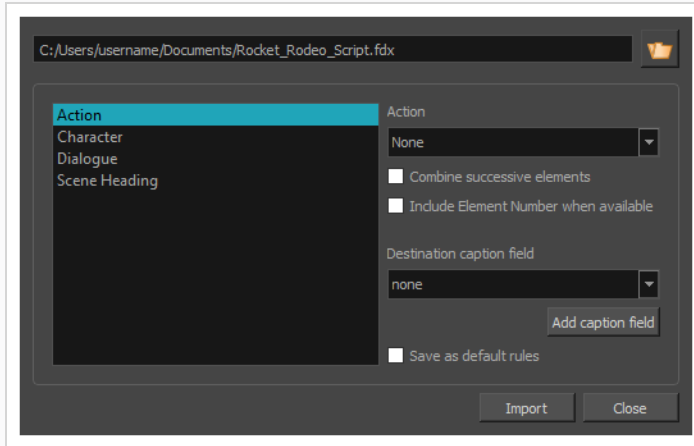 C:/Users/username/Documents/Rocket_Rodeo_Script.fdx
Action
Character
Dialogue
Scene Heading
Action
None
Combine successive elements
Include Element Number when available
Destination caption field
none
Add caption field
Save as default rules
Import
Close